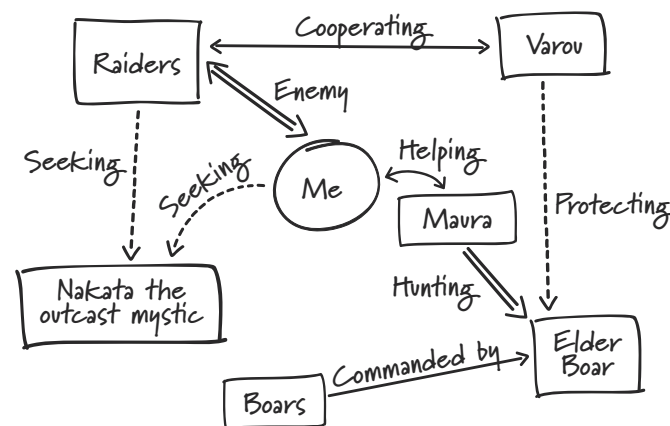 Cooperating
Raiders
Varou
Enemy
Seeking
Seeking
Me
Helping
Maura
Protecting
Nakata the
outcast mystic
Hunting
Elder
Boar
Commanded by
Boars